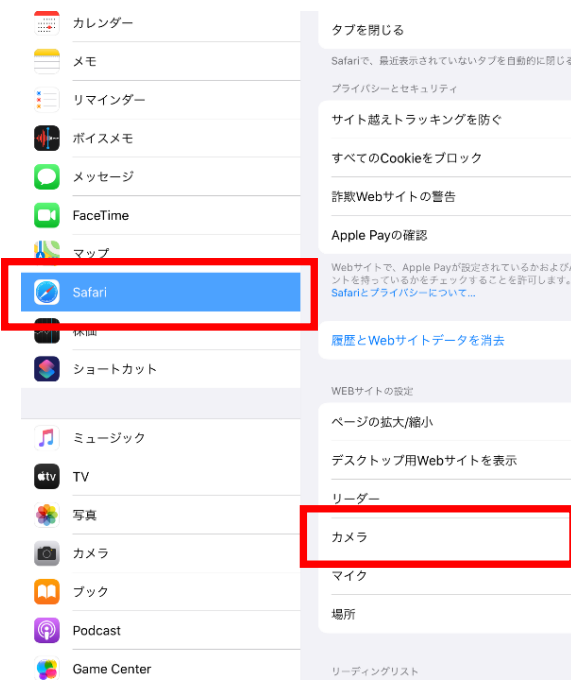 カレンダー
メモ
リマインダー
ボイスメモ
メッセージ
FaceTime
マップ
Safari
株価
ショートカット
ミュージック
tv
TV
写真
カメラ
ブック
Podcast
Game Center
タブを閉じる
Safariで、最近表示されていないタブを自動的に閉じる
プライバシーとセキュリティ
サイト越えトラッキングを防ぐ
すべてのCookieをブロック
詐欺Webサイトの警告
Apple Payの確認
Webサイトで、Apple Payが設定されているかおよび
ントを持っているかをチェックすることを許可します。
Safariとプライバシーについて...
履歴とWebサイトデータを消去
WEBサイトの設定
ページの拡大/縮小
デスクトップ用Webサイトを表示
リーダー
カメラ
マイク
場所
リーディングリスト